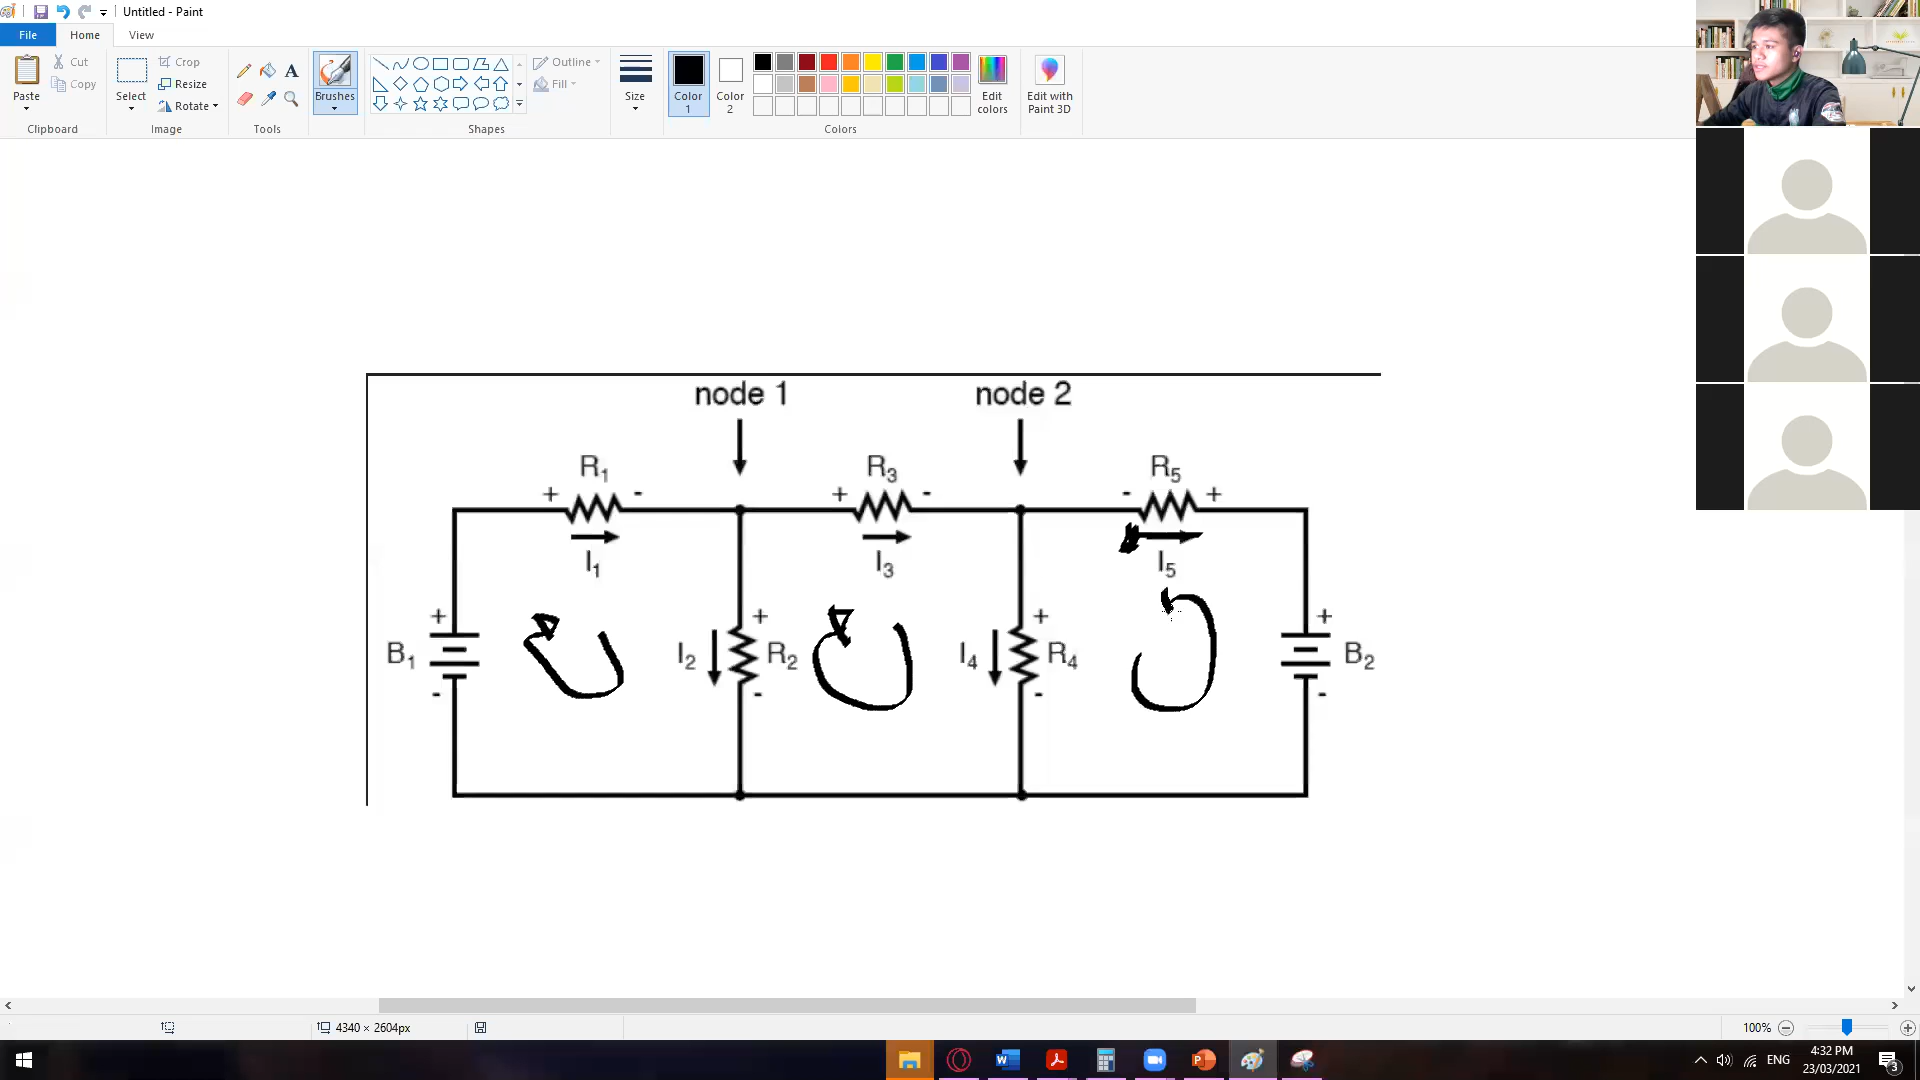 Untitled - Paint
File Home View
Paste
Cut
Copy
Clipboard
Select
Crop
Resize
Rotate
Image
A
Tools
Brushes
Outline
Fill
Shapes
Size
Color 1
Color 2
Edit colors
Colors
Edit with Paint 3D
node 1 node 2
R1 R3 R5
+ - + - - +
I1 I3 I5
+ + + +
B1 I2 R2 I4 R4 B2
- - - -
4340 × 2604px
100%
W P
ENG
4:32 PM
23/03/2021
3